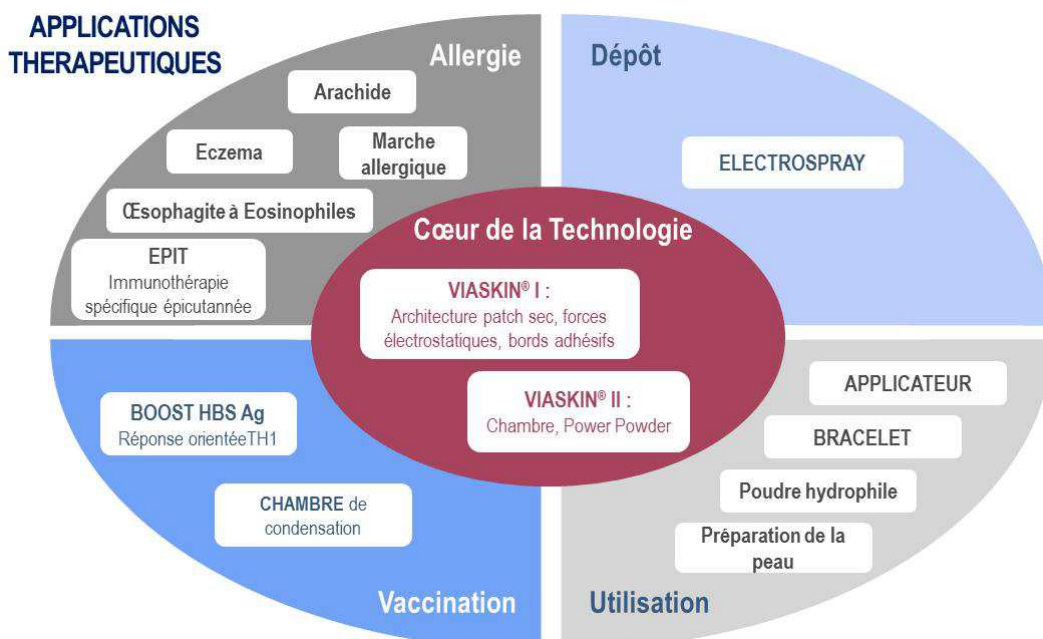 APPLICATIONS
THERAPEUTIQUES
Allergie
Arachide
Eczema
Marche
allergique
Œsophagite à Eosinophiles
EPIT
Immunothérapie
spécifique épicutannée
Dépôt
ELECTROSPRAY
Cœur de la Technologie
VIASKIN® I :
Architecture patch sec, forces
électrostatiques, bords adhésifs
VIASKIN® II :
Chambre, Power Powder
BOOST HBS Ag
Réponse orientéeTH1
CHAMBRE de
condensation
Vaccination
APPLICATEUR
BRACELET
Poudre hydrophile
Préparation de la
peau
Utilisation